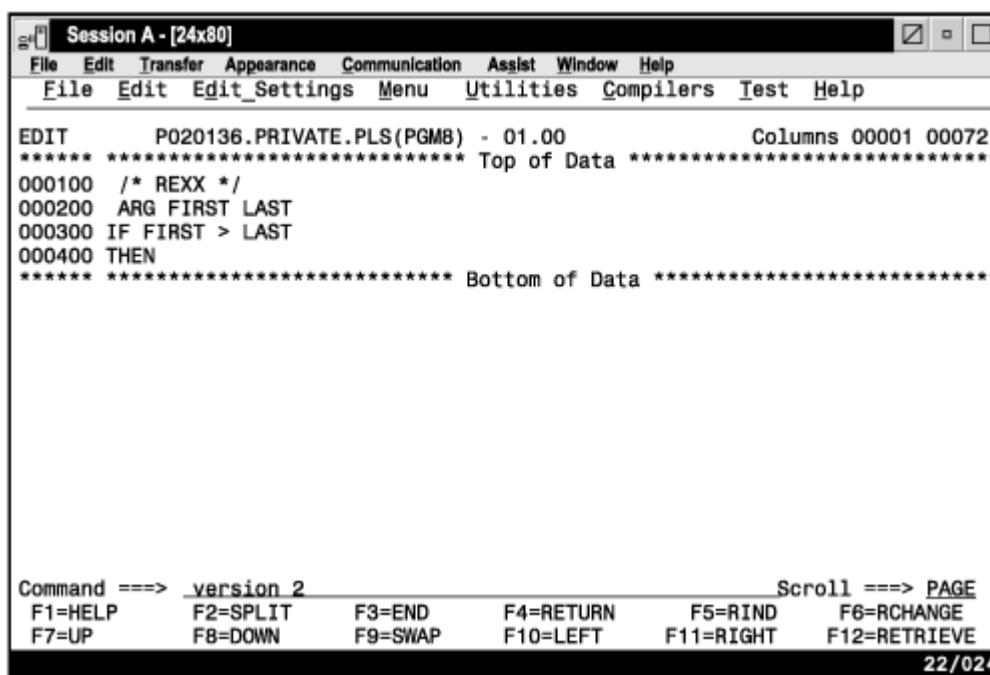 Session A - [24x80]
File Edit Transfer Appearance Communication Assist Window Help
File Edit Edit_Settings Menu Utilities Compilers Test Help
EDIT P020136.PRIVATE.PLS(PGM8) - 01.00 Columns 00001 00072
****** ***************************** Top of Data *****************************
000100 /* REXX */
000200 ARG FIRST LAST
000300 IF FIRST > LAST
000400 THEN
****** **************************** Bottom of Data ***************************
Command ===> version 2 Scroll ===> PAGE
F1=HELP F2=SPLIT F3=END F4=RETURN F5=RIND F6=RCHANGE
F7=UP F8=DOWN F9=SWAP F10=LEFT F11=RIGHT F12=RETRIEVE
22/024